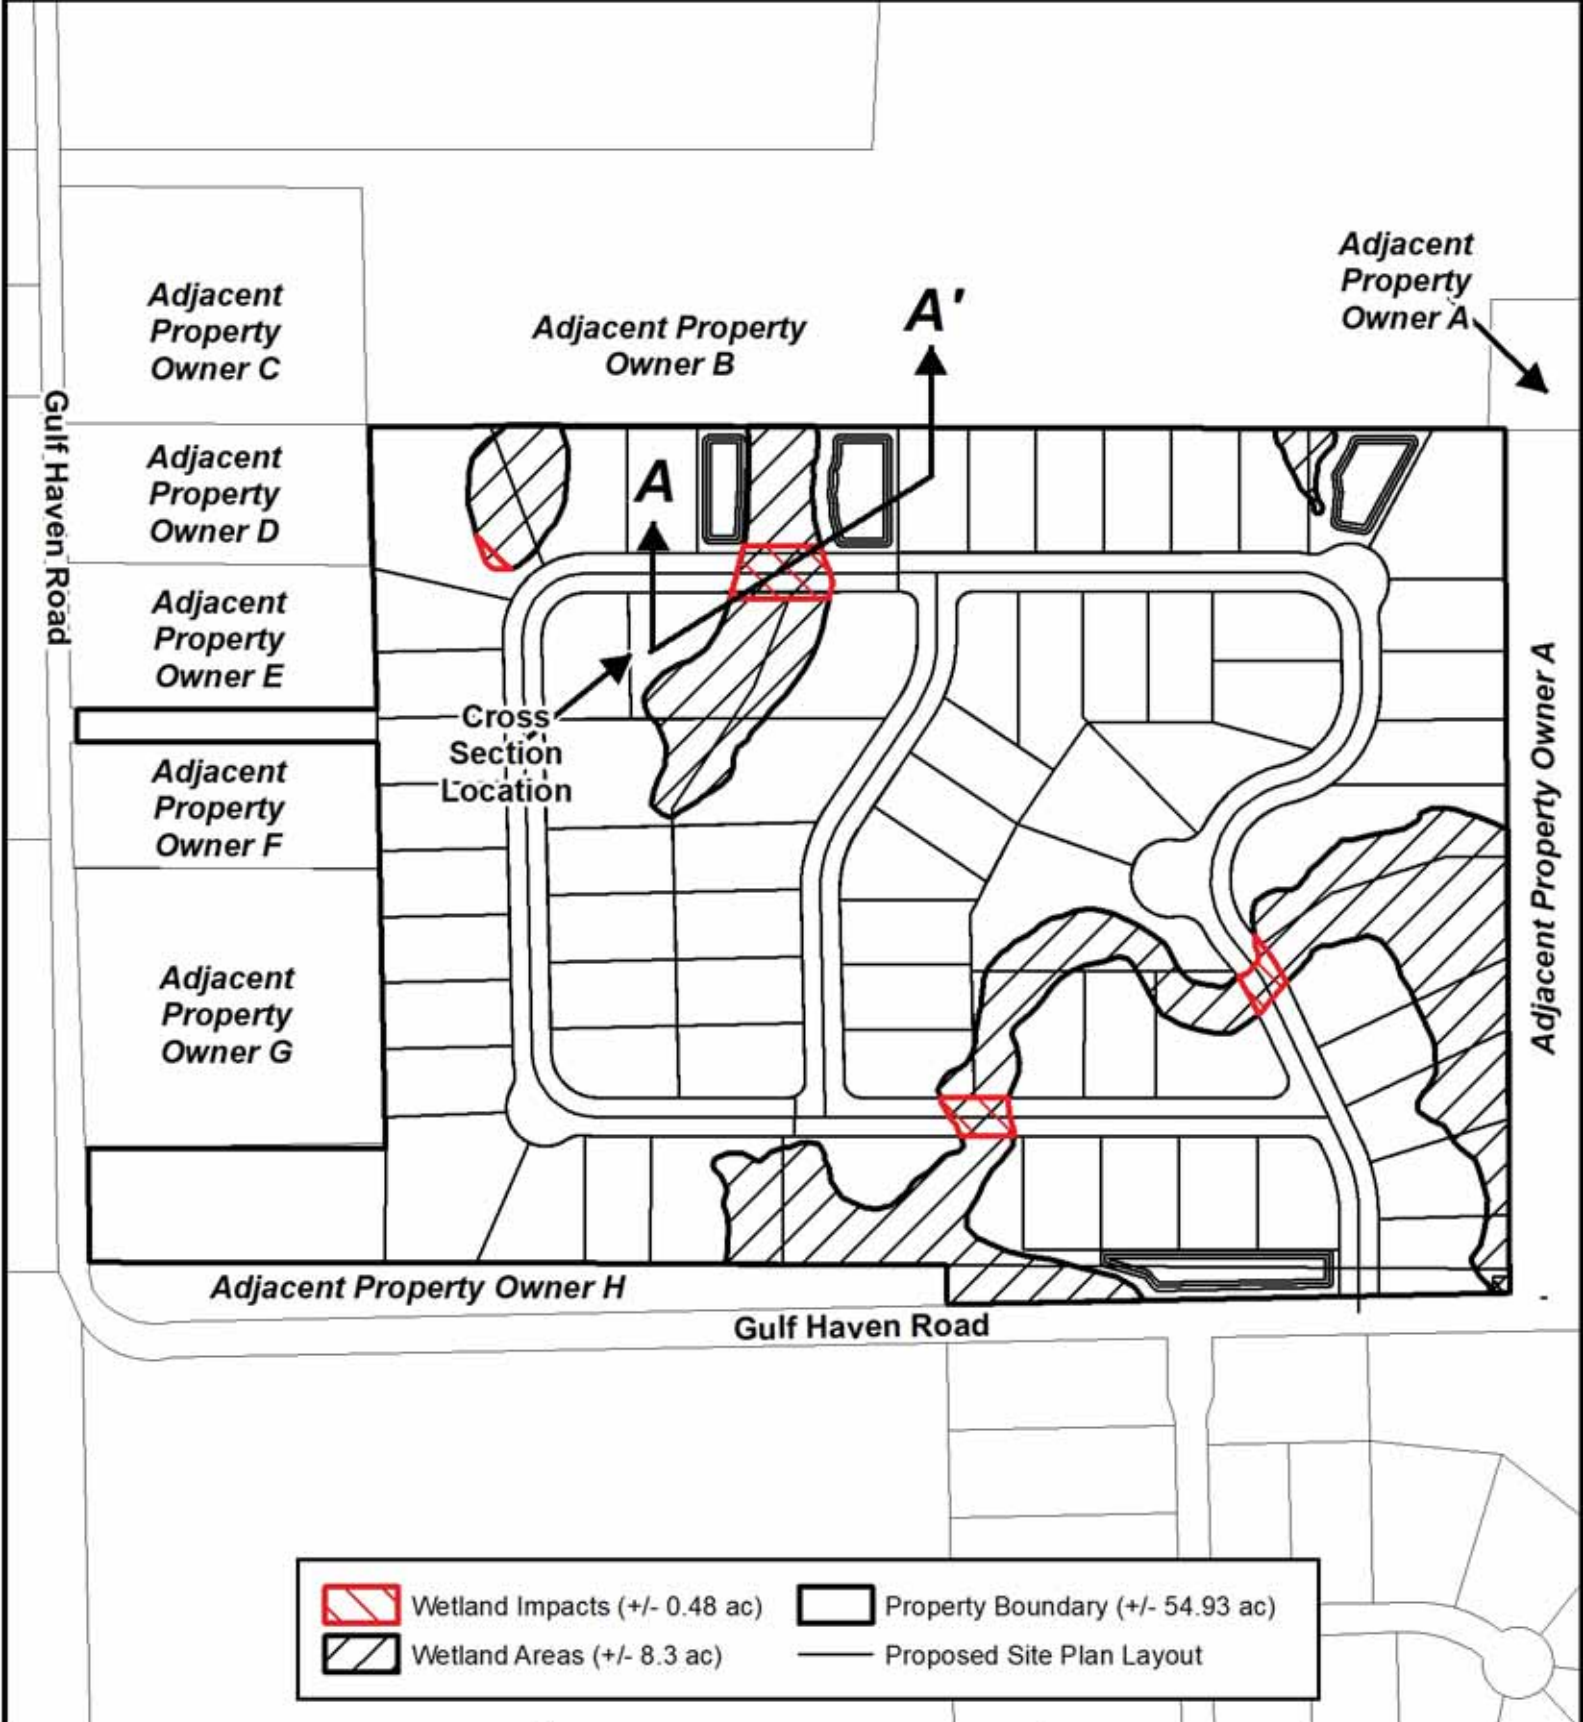 Adjacent
Property
Owner A
Adjacent
Property
Owner C
Adjacent Property
Owner B
A'
Gulf Haven Road
Adjacent
Property
Owner D
A
Adjacent
Property
Owner E
Adjacent Property Owner A
Cross
Section
Location
Adjacent
Property
Owner F
Adjacent
Property
Owner G
Adjacent Property Owner H
Gulf Haven Road
Wetland Impacts (+/- 0.48 ac)
Property Boundary (+/- 54.93 ac)
Wetland Areas (+/- 8.3 ac)
Proposed Site Plan Layout